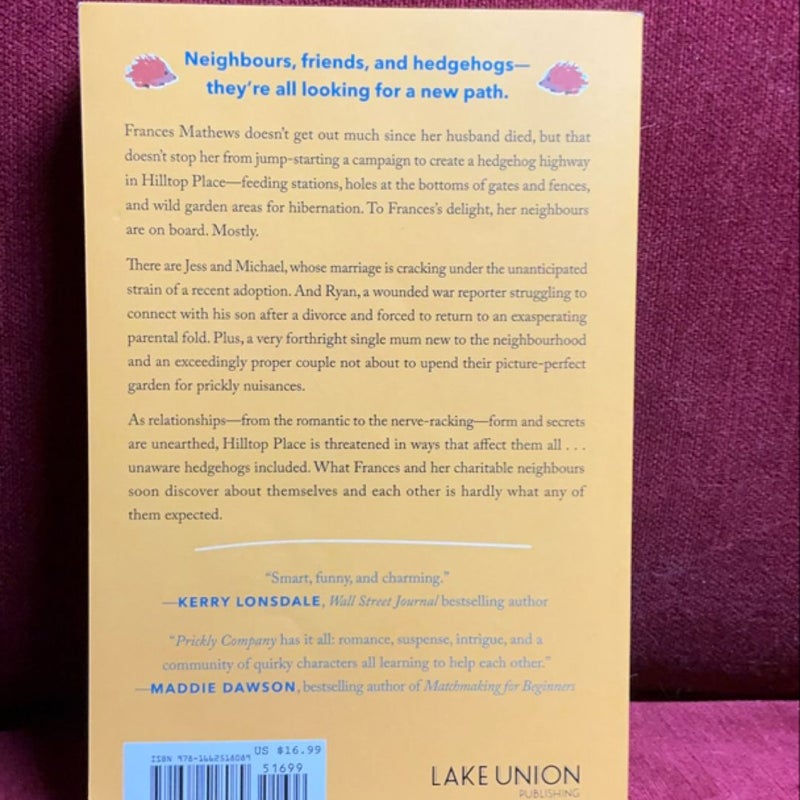 Neighbours, friends, and hedgehogs—
they're all looking for a new path.
Frances Mathews doesn't get out much since her husband died, but that
doesn't stop her from jump-starting a campaign to create a hedgehog highway
in Hilltop Place—feeding stations, holes at the bottoms of gates and fences,
and wild garden areas for hibernation. To Frances's delight, her neighbours
are on board. Mostly.
There are Jess and Michael, whose marriage is cracking under the unanticipated
strain of a recent adoption. And Ryan, a wounded war reporter struggling to
connect with his son after a divorce and forced to return to an exasperating
parental fold. Plus, a very forthright single mum new to the neighbourhood
and an exceedingly proper couple not about to upend their picture-perfect
garden for prickly nuisances.
As relationships—from the romantic to the nerve-racking—form and secrets
are unearthed, Hilltop Place is threatened in ways that affect them all . . .
unaware hedgehogs included. What Frances and her charitable neighbours
soon discover about themselves and each other is hardly what any of
them expected.
"Smart, funny, and charming."
—KERRY LONSDALE, Wall Street Journal bestselling author
"Prickly Company has it all: romance, suspense, intrigue, and a
community of quirky characters all learning to help each other."
—MADDIE DAWSON, bestselling author of Matchmaking for Beginners
US $16.99
ISBN 978-1662518089
51699
LAKE UNION
PUBLISHING